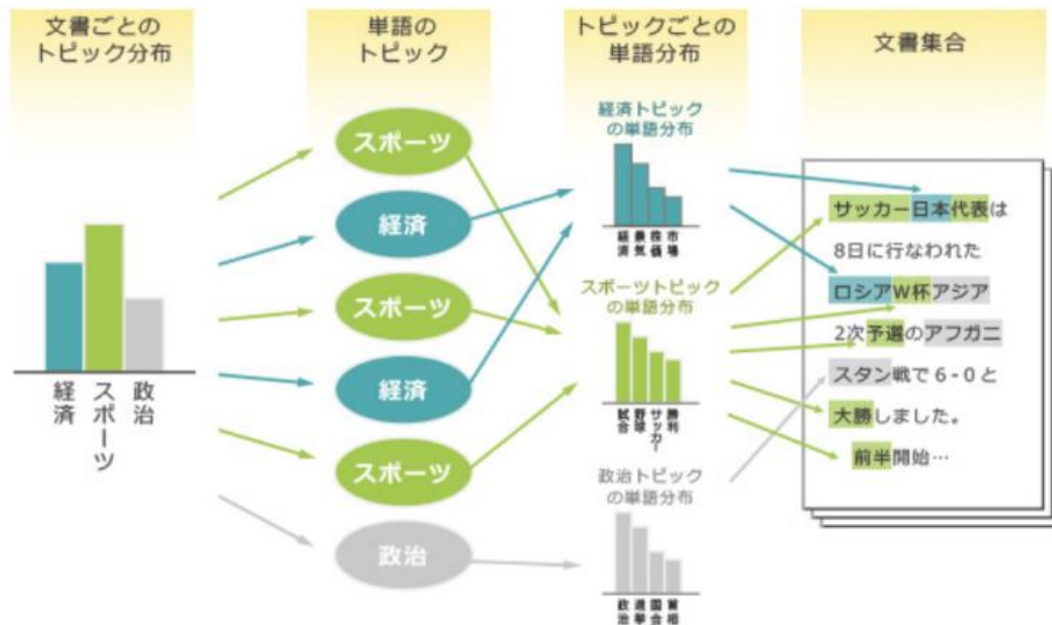 文書ごとの
トピック分布
単語の
トピック
トピックごとの
単語分布
文書集合
経済
スポーツ
政治
スポーツ
経済
スポーツ
経済
スポーツ
政治
経済トピック
の単語分布
経済
景気
株価
市場
スポーツトピック
の単語分布
試合
野球
サッカー
勝利
政治トピック
の単語分布
政治
選挙
国会
首相
サッカー日本代表は
8日に行なわれた
ロシアW杯アジア
2次予選のアフガニ
スタン戦で6-0と
大勝しました。
前半開始…